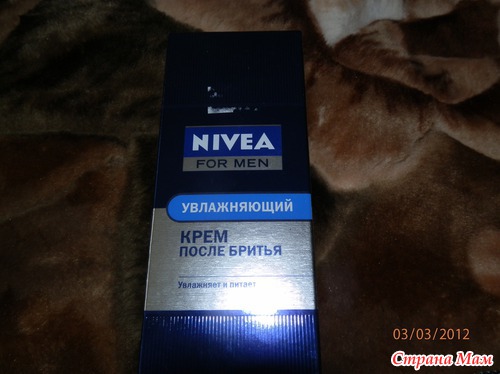 NIVEA
FOR MEN
УВЛАЖНЯЮЩИЙ
КРЕМ
ПОСЛЕ БРИТЬЯ
Увлажняет и питает
03/03/2012
Страна Мам